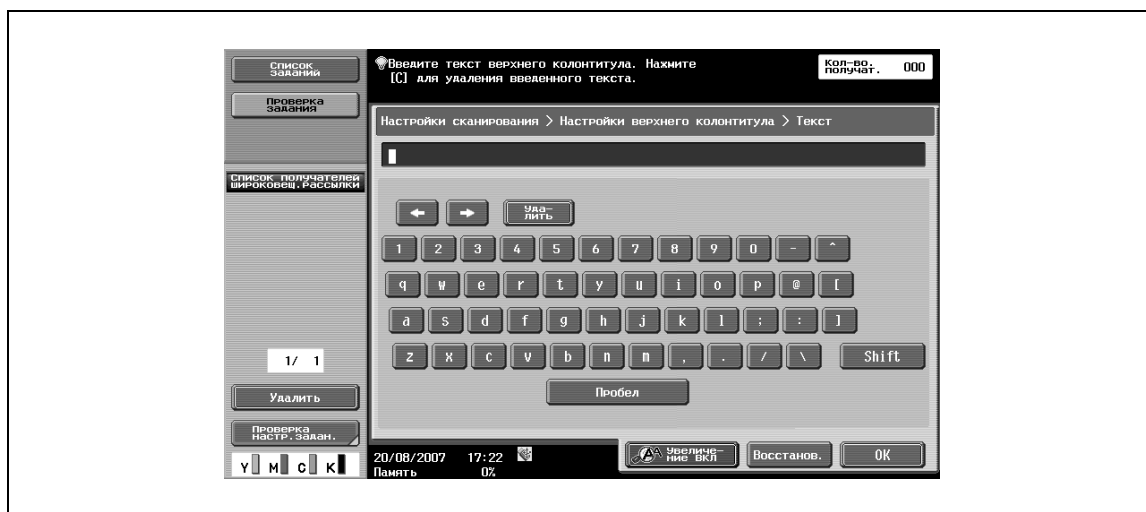 Список
заданий
Проверка
задания
Список получателей
широковещ.рассылки
1/ 1
Удалить
Проверка
настр.задан.
Y M C K
Введите текст верхнего колонтитула. Нажмите
[C] для удаления введенного текста.
Кол-во.
получат. 000
Настройки сканирования > Настройки верхнего колонтитула > Текст
← → Уда-
лить
1 2 3 4 5 6 7 8 9 0 - ^
q w e r t y u i o p @ [
a s d f g h j k l ; : ]
z x c v b n m , . / \ Shift
Пробел
20/08/2007 17:22
Память 0%
Увеличе-
ние ВКЛ
Восстанов.
OK